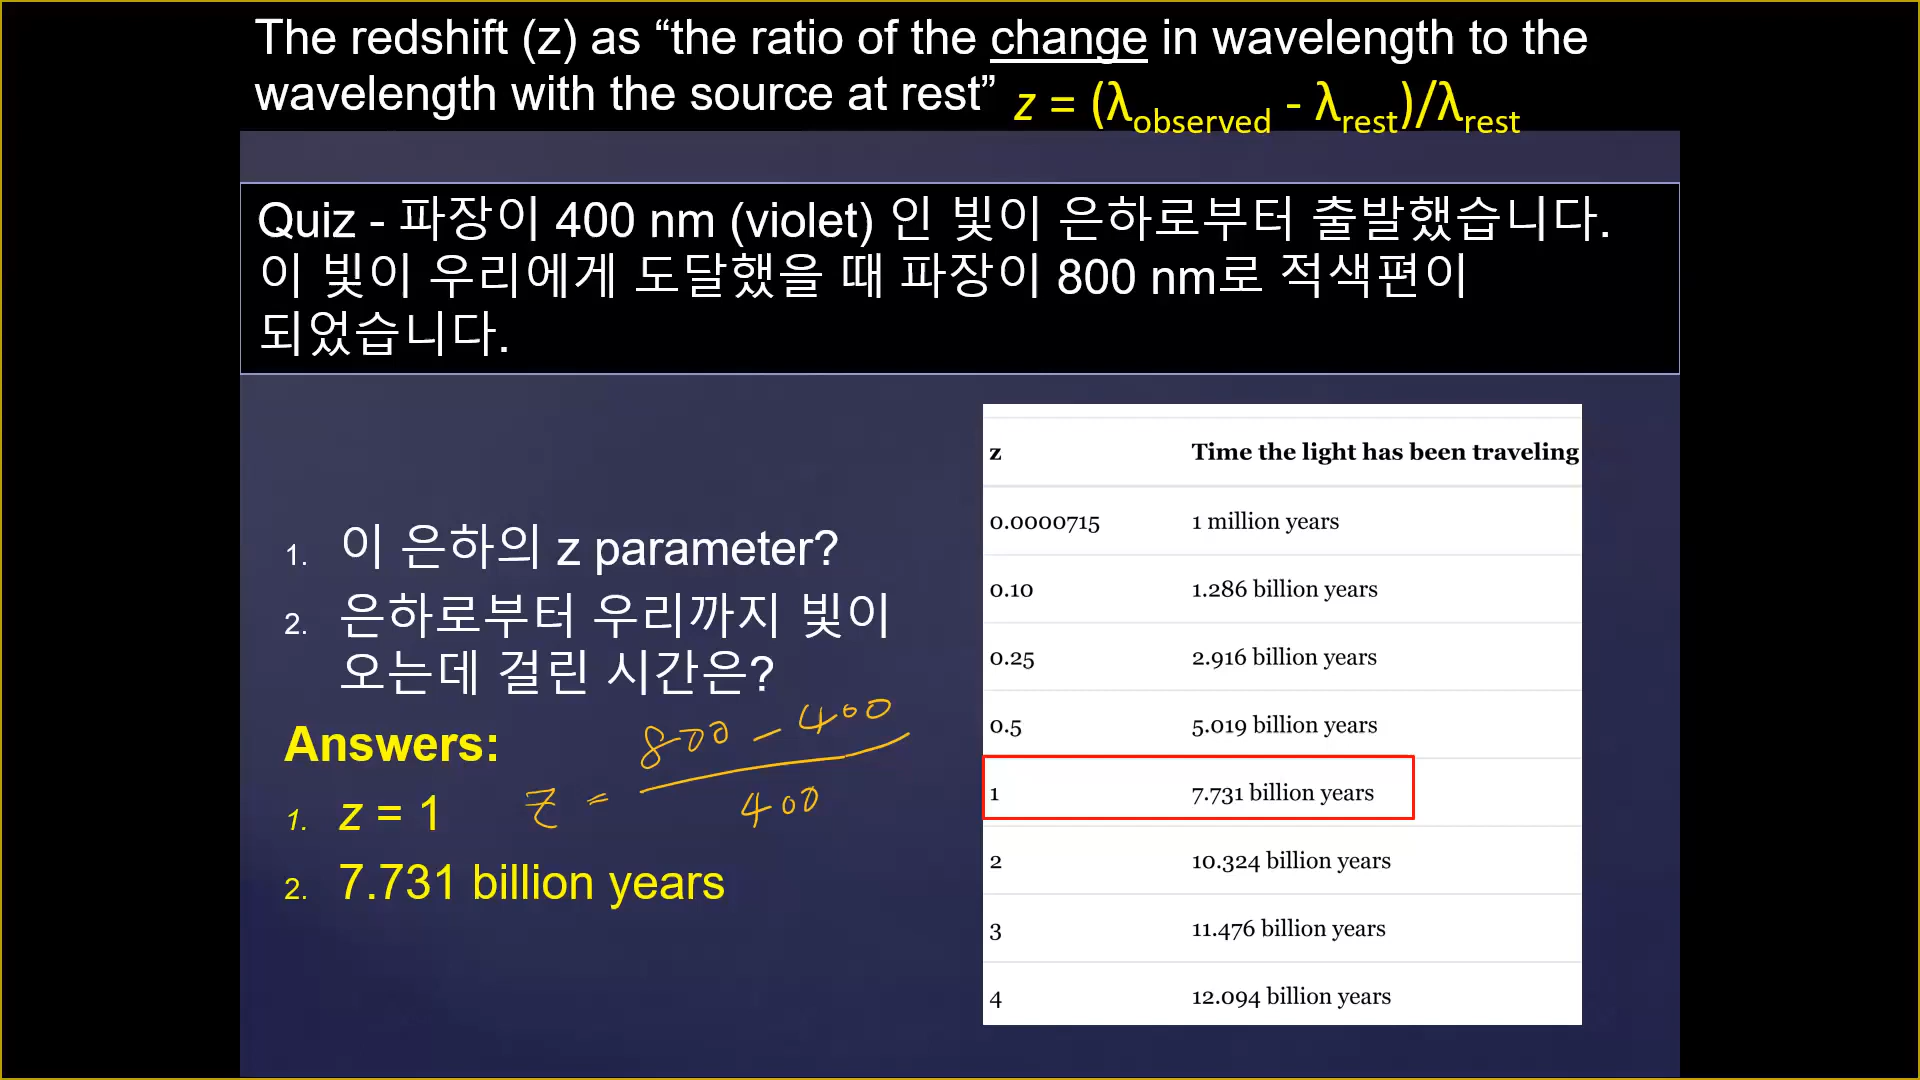 The redshift (z) as “the ratio of the change in wavelength to the
wavelength with the source at rest” z = (λobserved - λrest)/λrest
Quiz - 파장이 400 nm (violet) 인 빛이 은하로부터 출발했습니다.
이 빛이 우리에게 도달했을 때 파장이 800 nm로 적색편이
되었습니다.
1. 이 은하의 z parameter?
2. 은하로부터 우리까지 빛이
오는데 걸린 시간은?
Answers:
1. z = 1
2. 7.731 billion years
z = 800 - 400
400
z Time the light has been traveling
0.0000715 1 million years
0.10 1.286 billion years
0.25 2.916 billion years
0.5 5.019 billion years
1 7.731 billion years
2 10.324 billion years
3 11.476 billion years
4 12.094 billion years